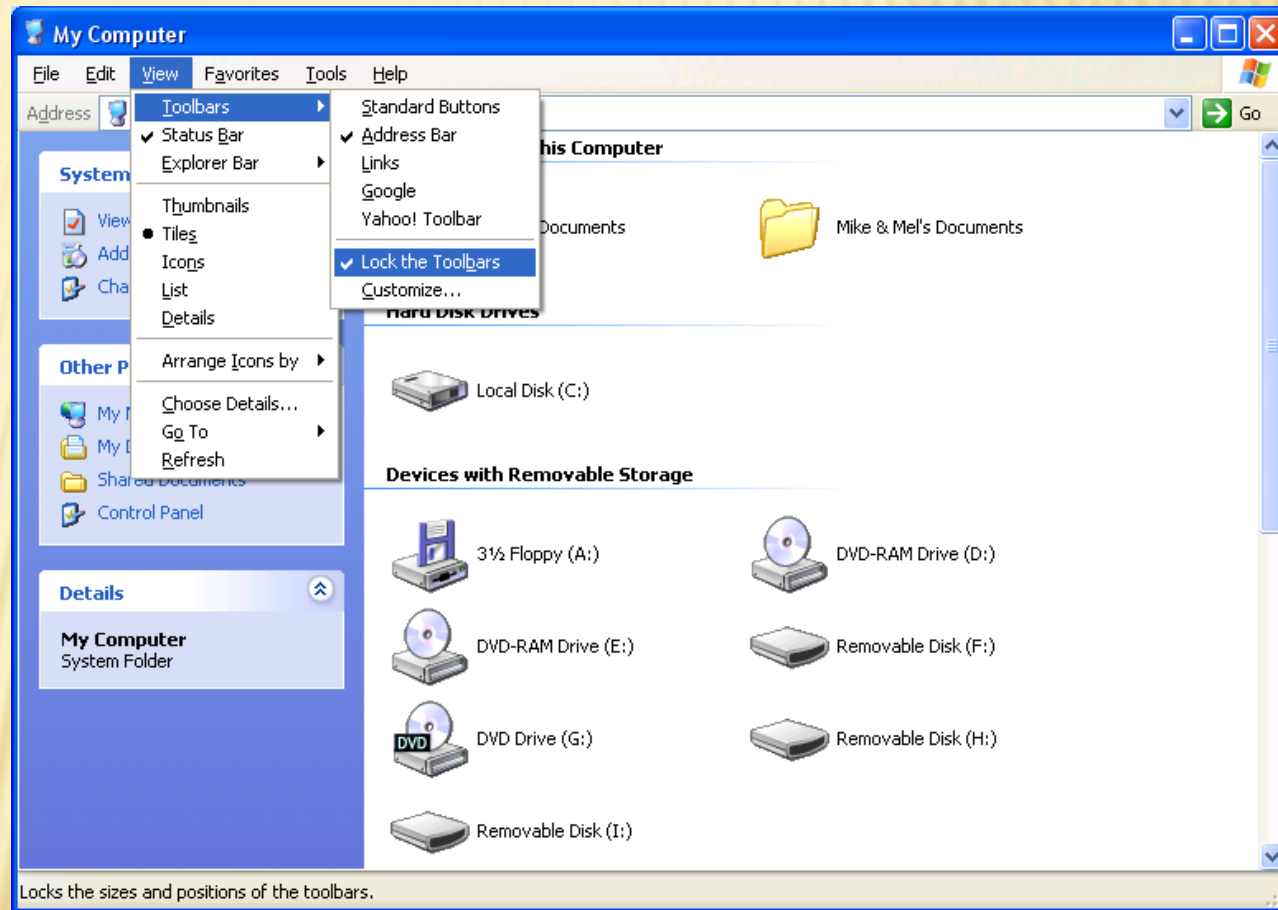 My Computer
File Edit View Favorites Tools Help
Address Go
Toolbars
Status Bar
Explorer Bar
Thumbnails
Tiles
Icons
List
Details
Arrange Icons by
Choose Details...
Go To
Refresh
Standard Buttons
Address Bar
Links
Google
Yahoo! Toolbar
Lock the Toolbars
Customize...
System
View
Add
Other
My
My
Shared Documents
Control Panel
Details
My Computer
System Folder
his Computer
Documents Mike & Mel's Documents
Hard Disk Drives
Local Disk (C:)
Devices with Removable Storage
3½ Floppy (A:) DVD-RAM Drive (D:)
DVD-RAM Drive (E:) Removable Disk (F:)
DVD
DVD Drive (G:) Removable Disk (H:)
Removable Disk (I:)
Locks the sizes and positions of the toolbars.